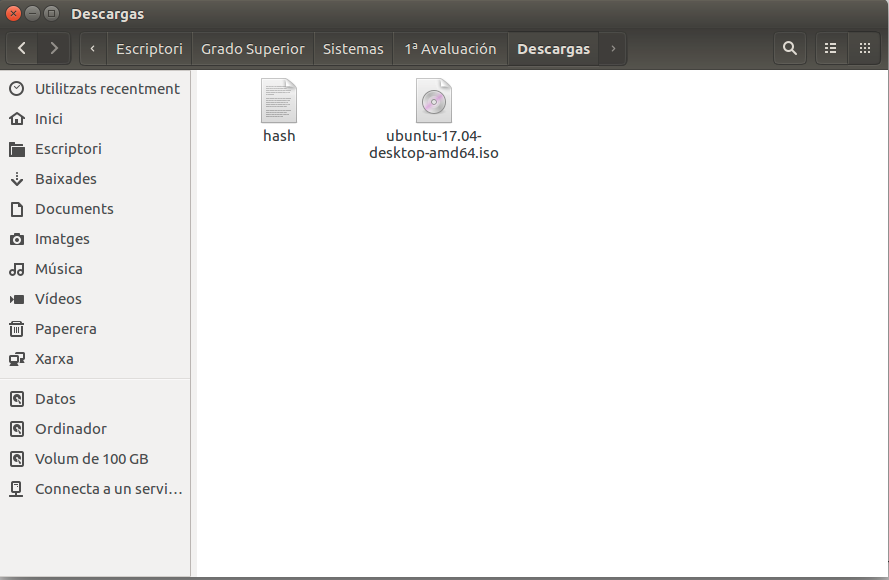 Descargas
Escriptori Grado Superior Sistemas 1ª Avaluación Descargas
Utilitzats recentment
Inici
Escriptori
Baixades
Documents
Imatges
Música
Vídeos
Paperera
Xarxa
Datos
Ordinador
Volum de 100 GB
Connecta a un servi…
hash
ubuntu-17.04-
desktop-amd64.iso